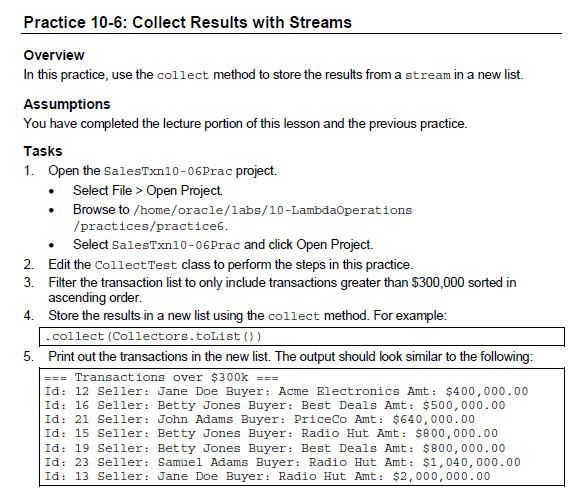 Practice 10-6: Collect Results with Streams
Overview
In this practice, use the collect method to store the results from a stream in a new list.
Assumptions
You have completed the lecture portion of this lesson and the previous practice.
Tasks
1. Open the SalesTxn10-06Prac project.
• Select File > Open Project.
• Browse to /home/oracle/labs/10-LambdaOperations
/practices/practice6.
• Select SalesTxn10-06Prac and click Open Project.
2. Edit the CollectTest class to perform the steps in this practice.
3. Filter the transaction list to only include transactions greater than $300,000 sorted in
ascending order.
4. Store the results in a new list using the collect method. For example:
.collect(Collectors.toList())
5. Print out the transactions in the new list. The output should look similar to the following:
=== Transactions over $300k ===
Id: 12 Seller: Jane Doe Buyer: Acme Electronics Amt: $400,000.00
Id: 16 Seller: Betty Jones Buyer: Best Deals Amt: $500,000.00
Id: 21 Seller: John Adams Buyer: PriceCo Amt: $640,000.00
Id: 15 Seller: Betty Jones Buyer: Radio Hut Amt: $800,000.00
Id: 19 Seller: Betty Jones Buyer: Best Deals Amt: $800,000.00
Id: 23 Seller: Samuel Adams Buyer: Radio Hut Amt: $1,040,000.00
Id: 13 Seller: Jane Doe Buyer: Radio Hut Amt: $2,000,000.00